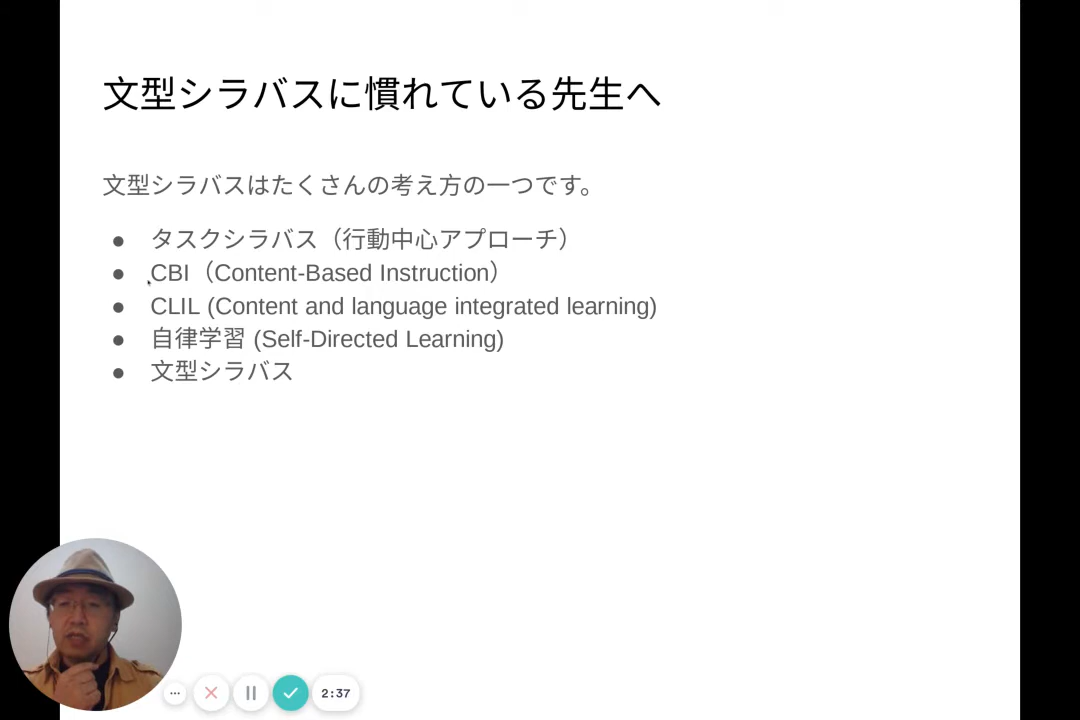 文型シラバスに慣れている先生へ
文型シラバスはたくさんの考え方の一つです。
● タスクシラバス（行動中心アプローチ）
● CBI（Content-Based Instruction）
● CLIL (Content and language integrated learning)
● 自律学習 (Self-Directed Learning)
● 文型シラバス
2:37